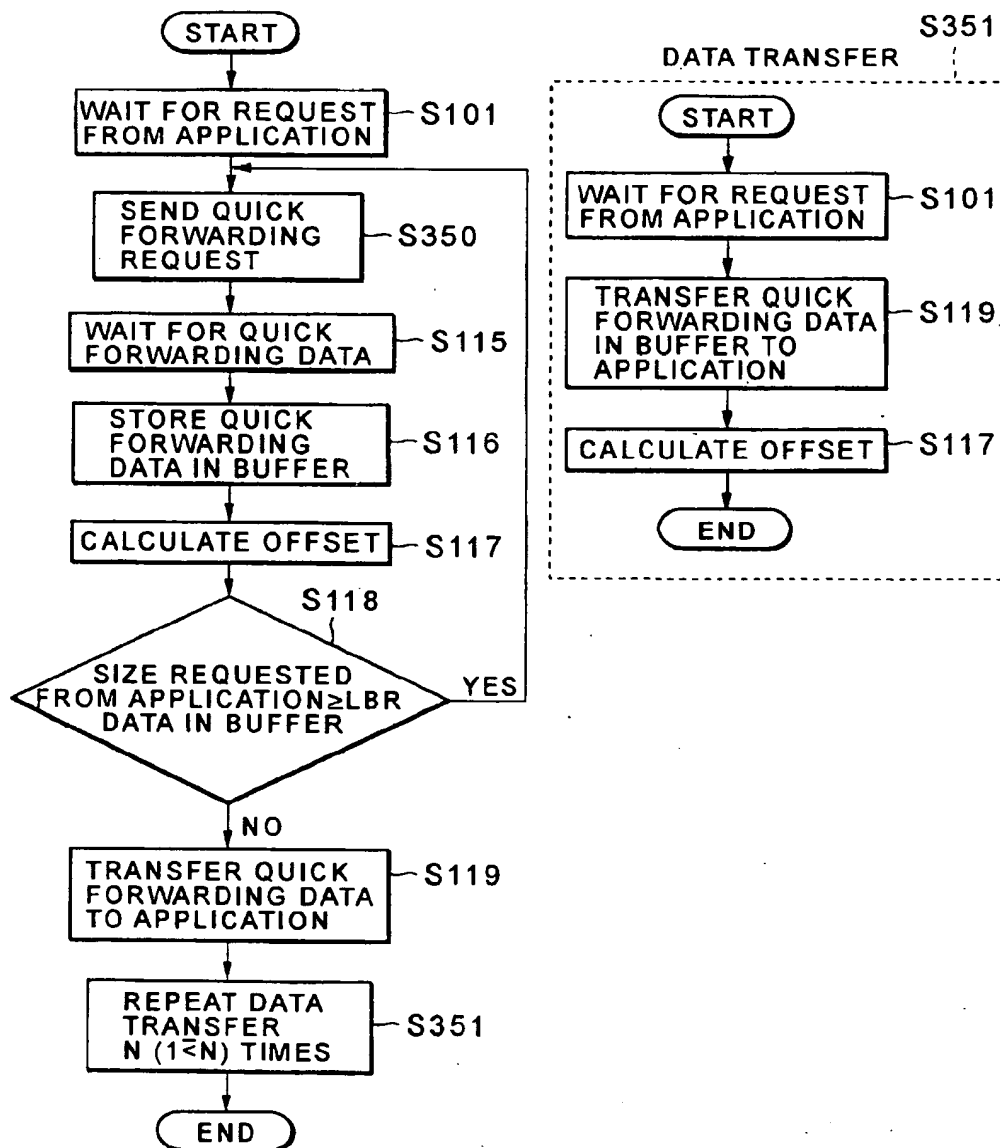 START
WAIT FOR REQUEST
FROM APPLICATION
S101
SEND QUICK
FORWARDING
REQUEST
S350
WAIT FOR QUICK
FORWARDING DATA
S115
STORE QUICK
FORWARDING
DATA IN BUFFER
S116
CALCULATE OFFSET
S117
S118
SIZE REQUESTED
FROM APPLICATION≥LBR
DATA IN BUFFER
YES
NO
TRANSFER QUICK
FORWARDING DATA
TO APPLICATION
S119
REPEAT DATA
TRANSFER
N (1≤N) TIMES
S351
END
S351
DATA TRANSFER
START
WAIT FOR REQUEST
FROM APPLICATION
S101
TRANSFER QUICK
FORWARDING DATA
IN BUFFER TO
APPLICATION
S119
CALCULATE OFFSET
S117
END